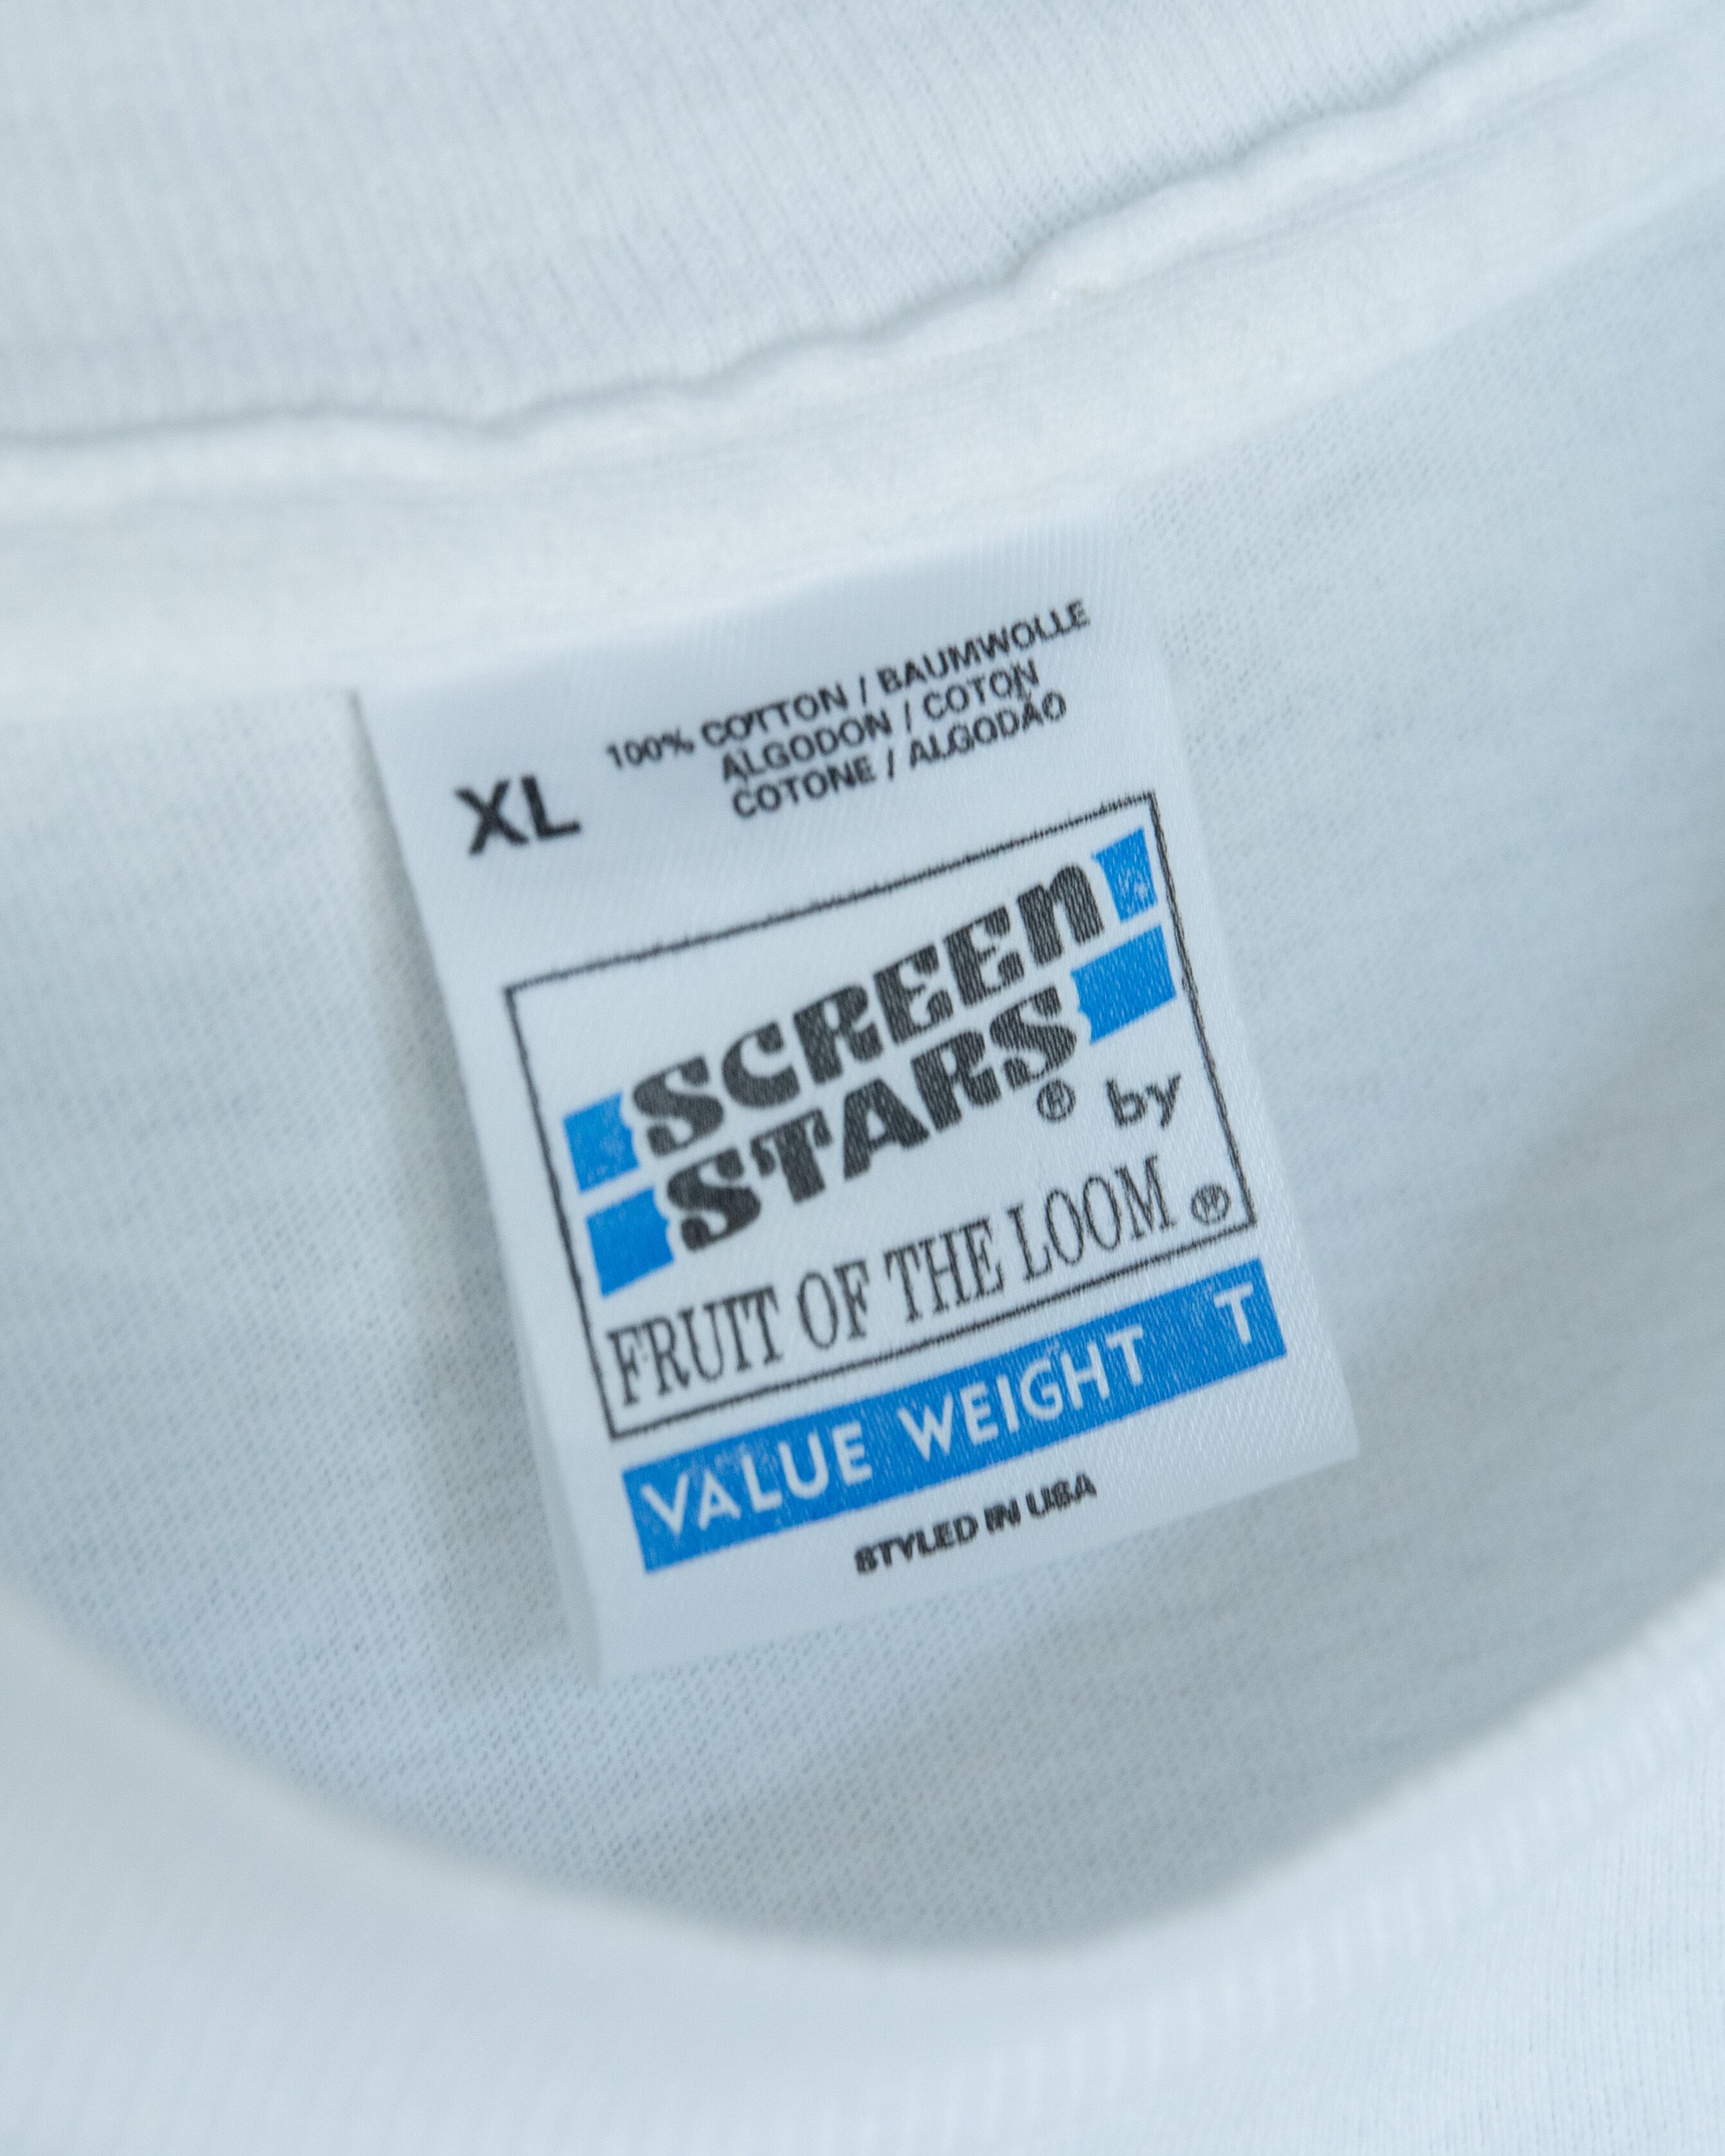 XL
100% COTTON / BAUMWOLLE
ALGODON / COTON
COTONE / ALGODÃO
SCREEN
STARS® by
FRUIT OF THE LOOM®
VALUE WEIGHT T
STYLED IN USA